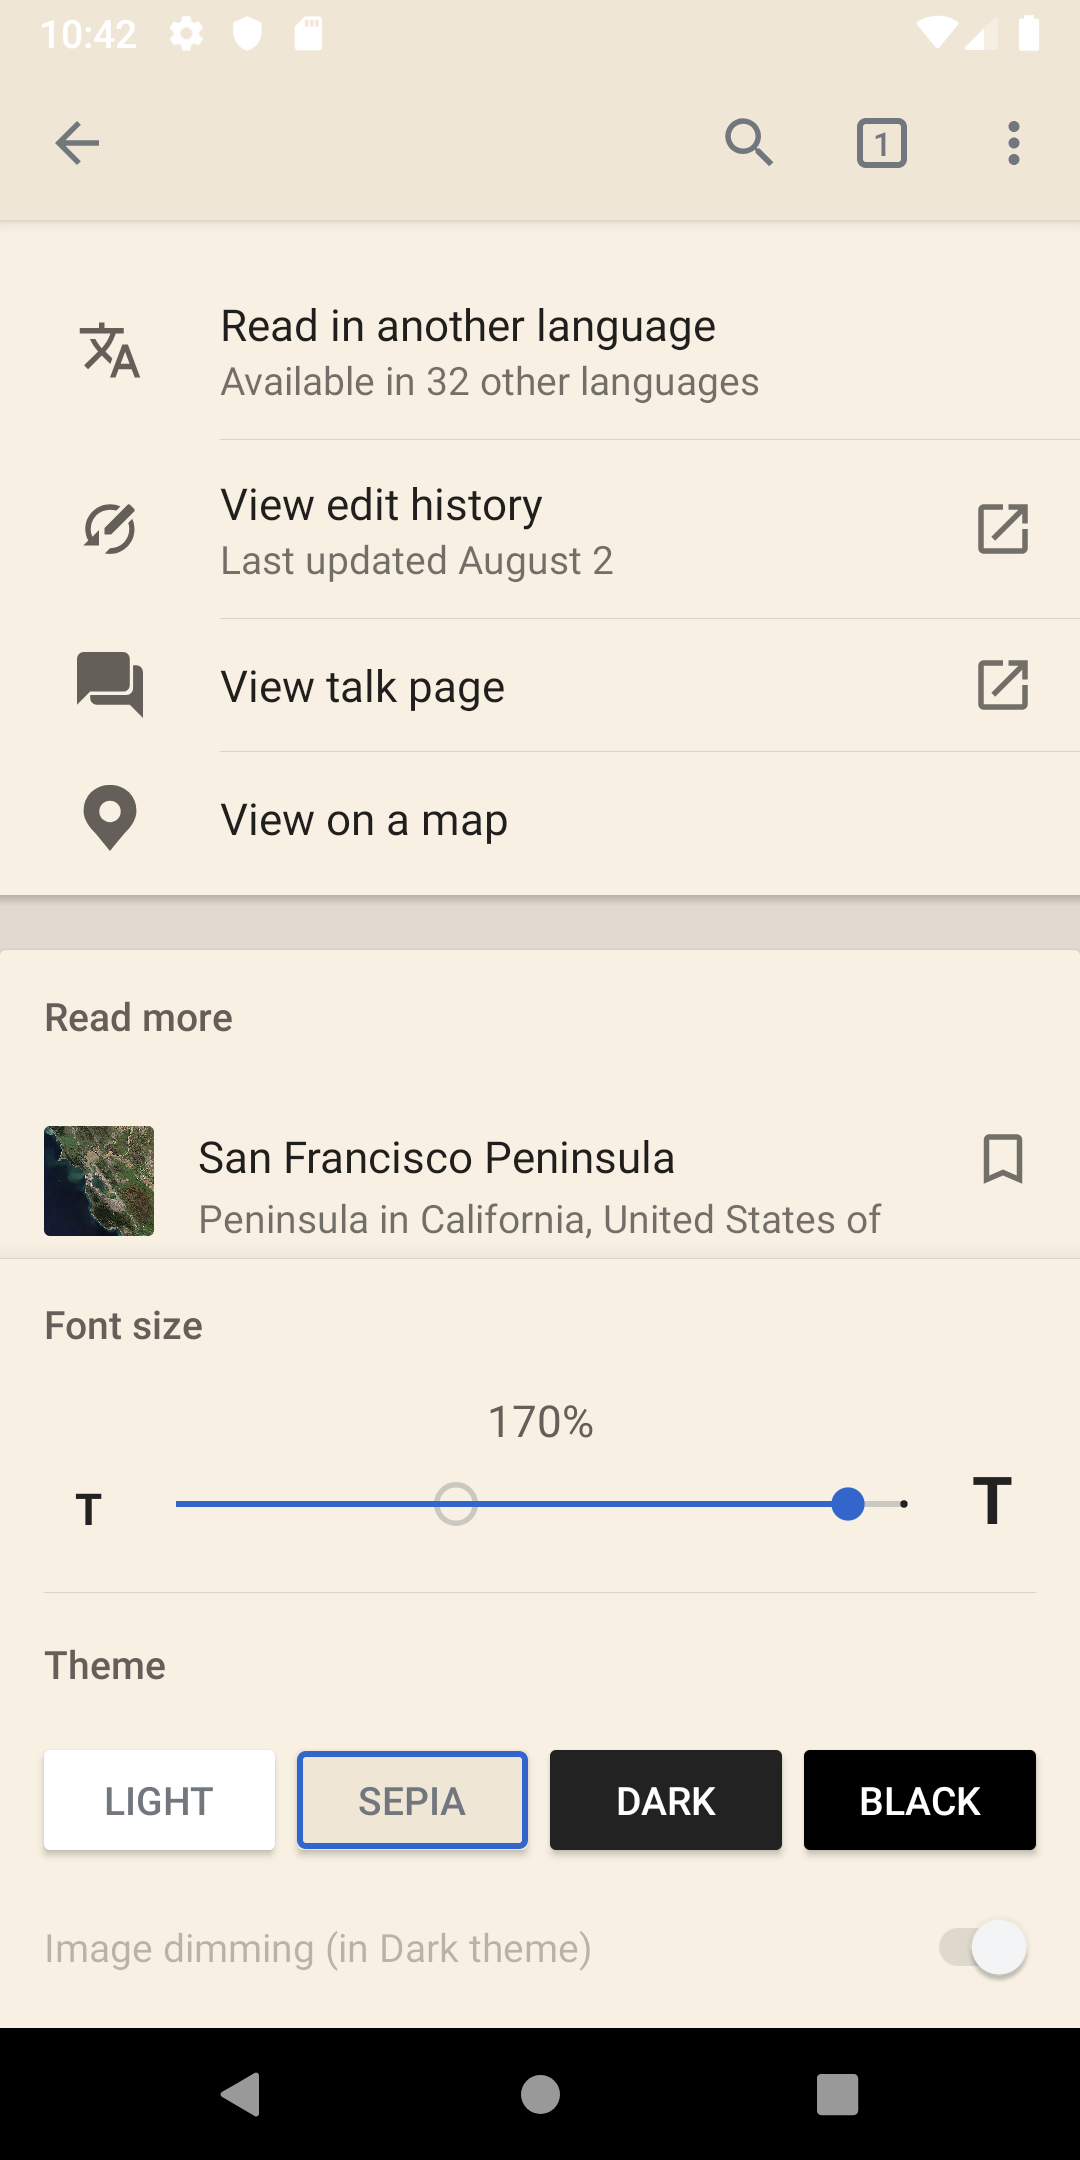 10:42
1
Read in another language
Available in 32 other languages
View edit history
Last updated August 2
View talk page
View on a map
Read more
San Francisco Peninsula
Peninsula in California, United States of
Font size
170%
T
T
Theme
LIGHT
SEPIA
DARK
BLACK
Image dimming (in Dark theme)